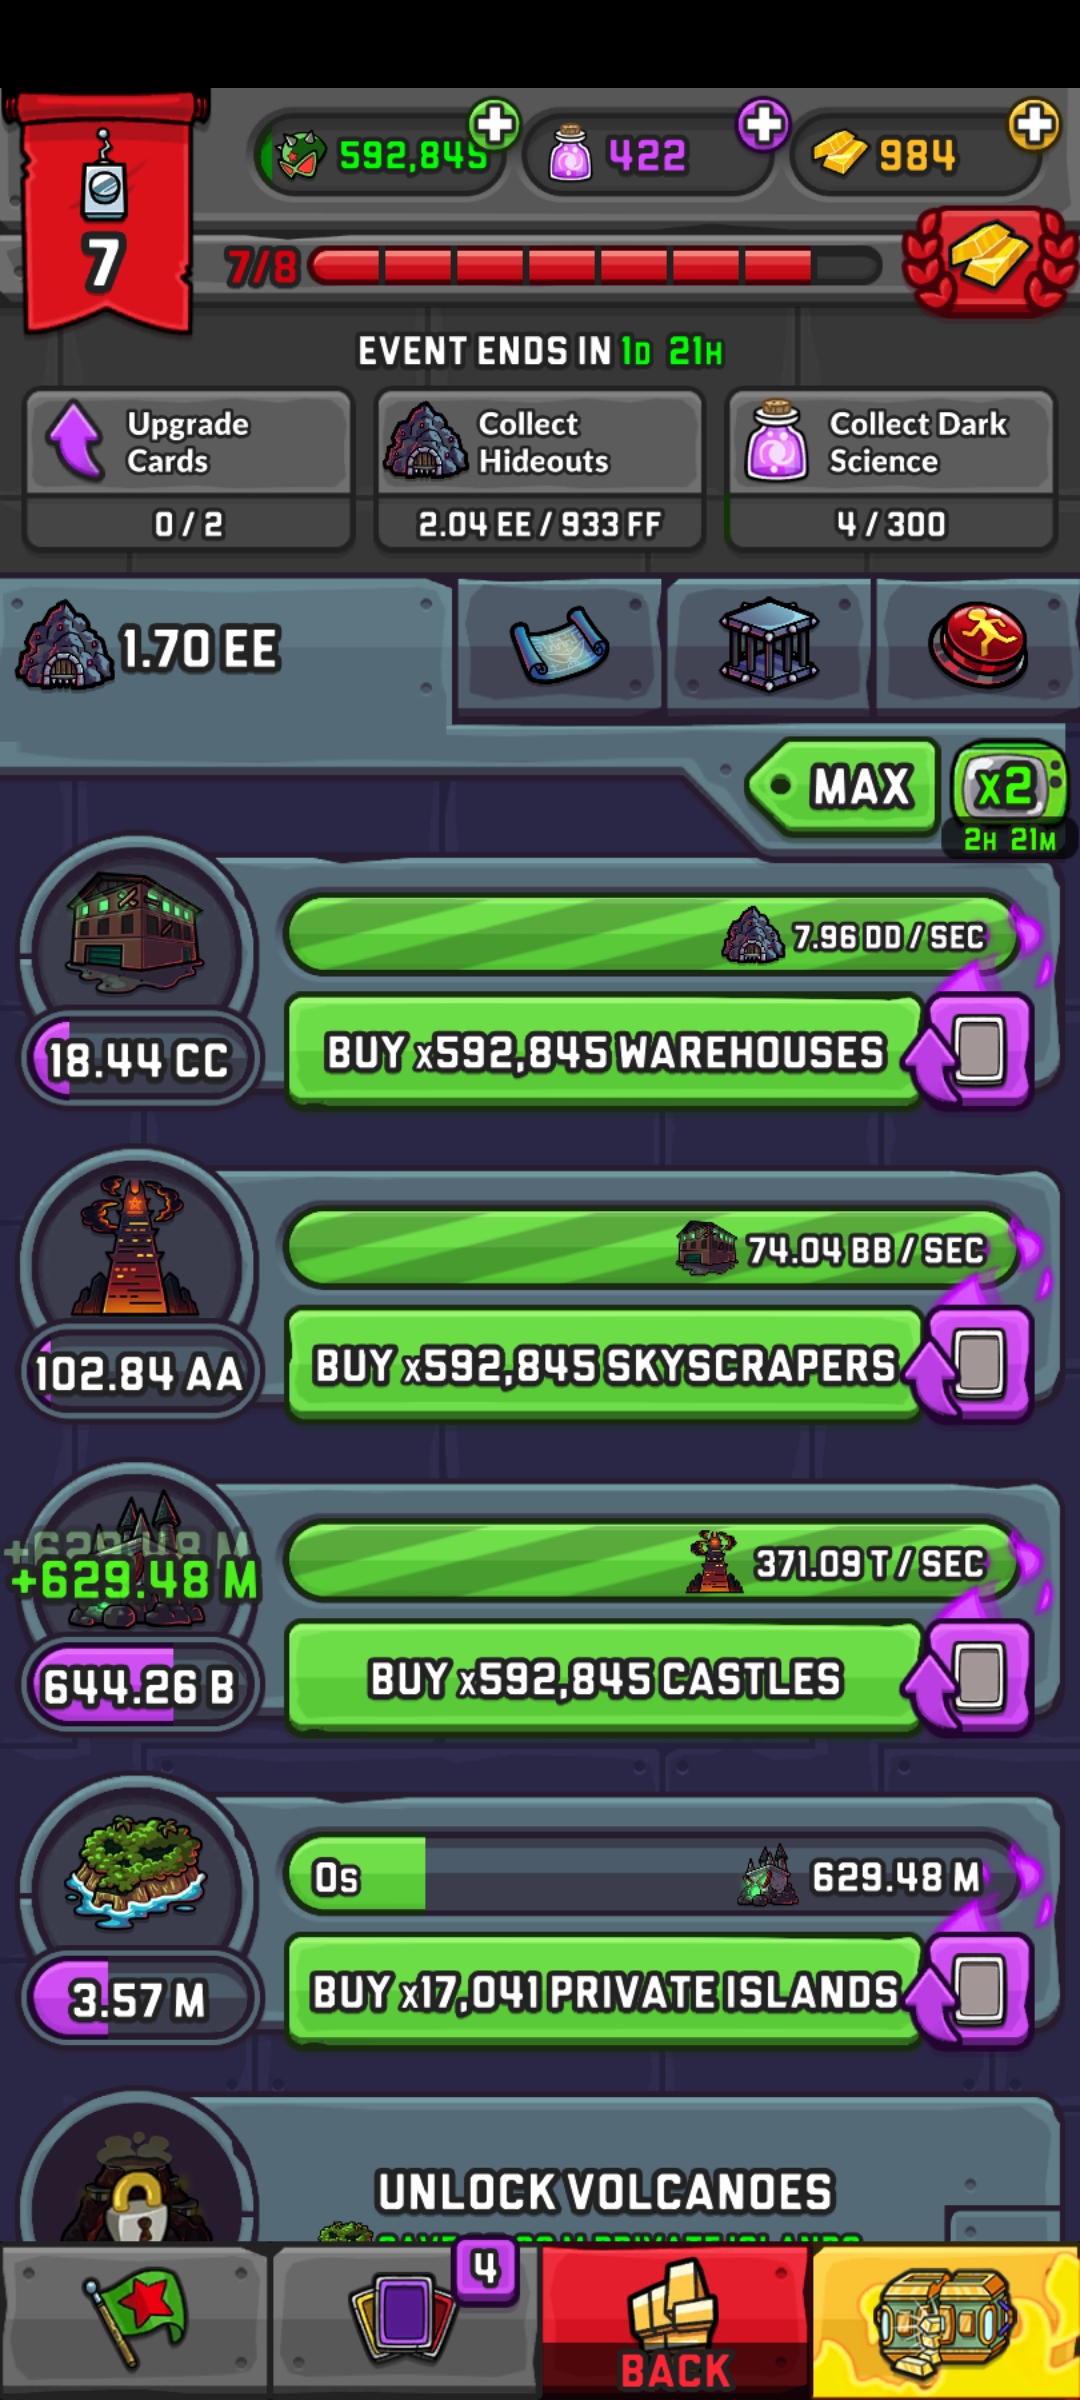 592,845
422
984
7
7/8
EVENT ENDS IN 1D 21H
Upgrade Cards
0 / 2
Collect Hideouts
2.04 EE / 933 FF
Collect Dark Science
4 / 300
1.70 EE
MAX
x2
2H 21M
7.96 DD / SEC
18.44 CC
BUY x592,845 WAREHOUSES
74.04 BB / SEC
102.84 AA
BUY x592,845 SKYSCRAPERS
+629.48 M
+629.48 M
371.09 T / SEC
644.26 B
BUY x592,845 CASTLES
0s
629.48 M
3.57 M
BUY x17,041 PRIVATE ISLANDS
UNLOCK VOLCANOES
PRIVATE ISLANDS
4
BACK